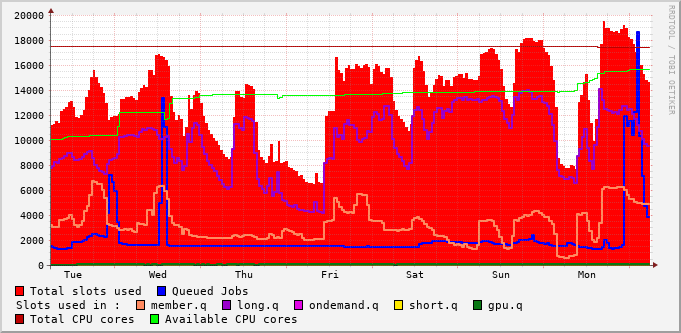 20000
18000
16000
14000
12000
10000
8000
6000
4000
2000
0
Tue Wed Thu Fri Sat Sun Mon
RRDTOOL / TOBI OETIKER
Total slots used Queued Jobs
Slots used in : member.q long.q ondemand.q short.q gpu.q
Total CPU cores Available CPU cores